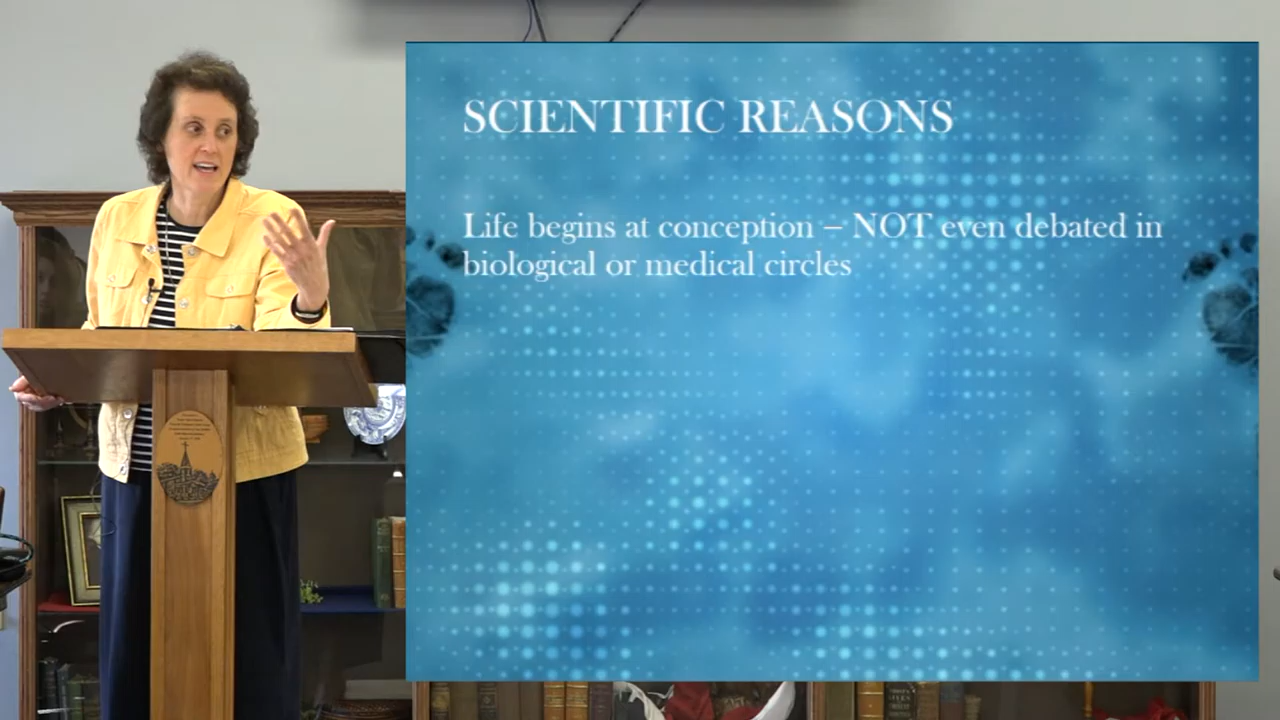 SCIENTIFIC REASONS
Life begins at conception – NOT even debated in
biological or medical circles